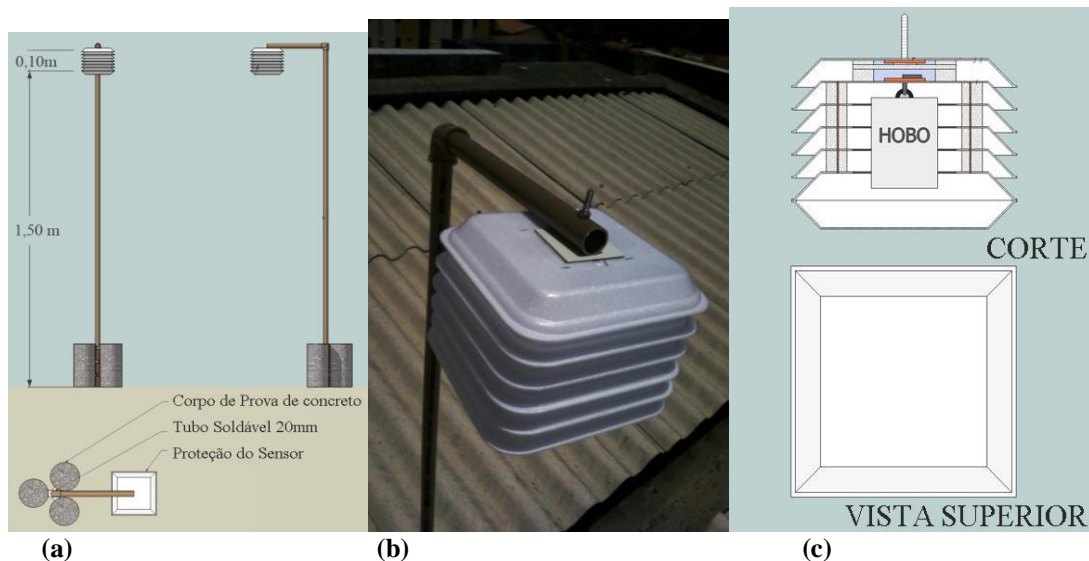 0,10m
1,50 m
Corpo de Prova de concreto
Tubo Soldável 20mm
Proteção do Sensor
HOBO
CORTE
VISTA SUPERIOR
(a)
(b)
(c)